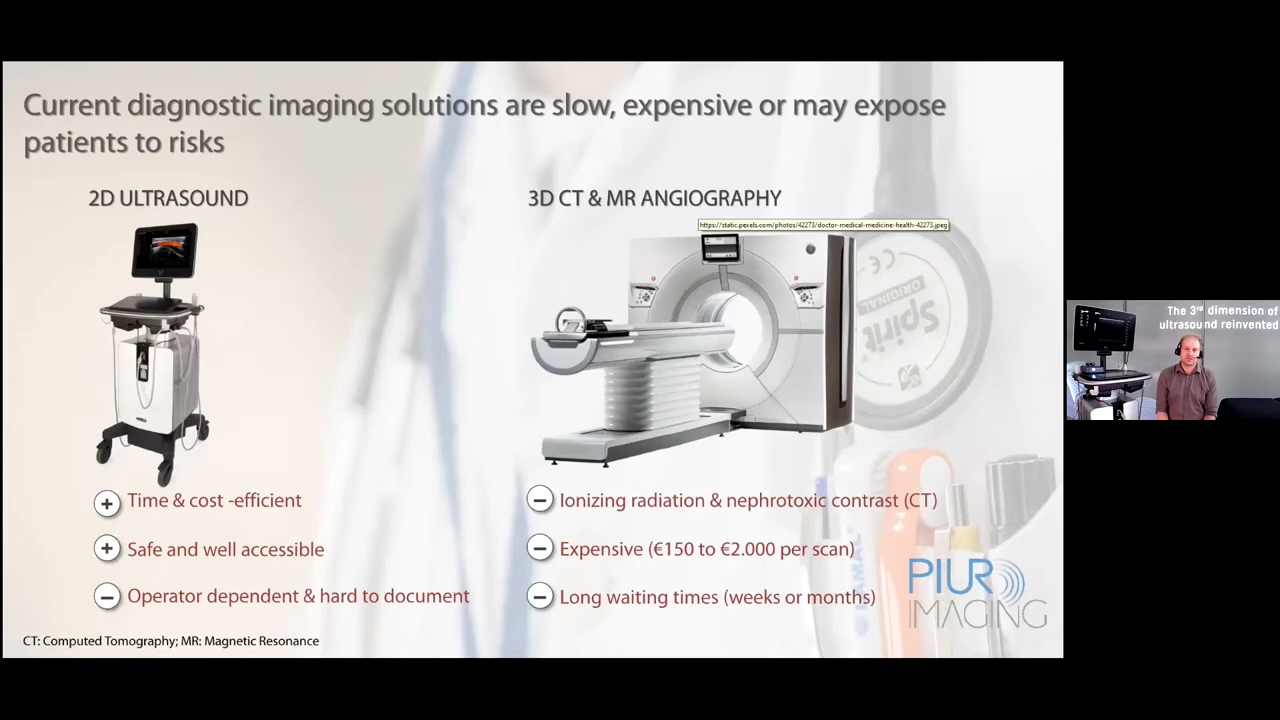 Current diagnostic imaging solutions are slow, expensive or may expose
patients to risks
2D ULTRASOUND
3D CT & MR ANGIOGRAPHY
https://static.pexels.com/photos/42273/doctor-medical-medicine-health-42273.jpeg
CE
Spirit
ORIGINAL
The 3rd dimension of
ultrasound reinvented
+ Time & cost -efficient
+ Safe and well accessible
− Operator dependent & hard to document
− Ionizing radiation & nephrotoxic contrast (CT)
− Expensive (€150 to €2.000 per scan)
− Long waiting times (weeks or months)
PIUR
IMAGING
CT: Computed Tomography; MR: Magnetic Resonance